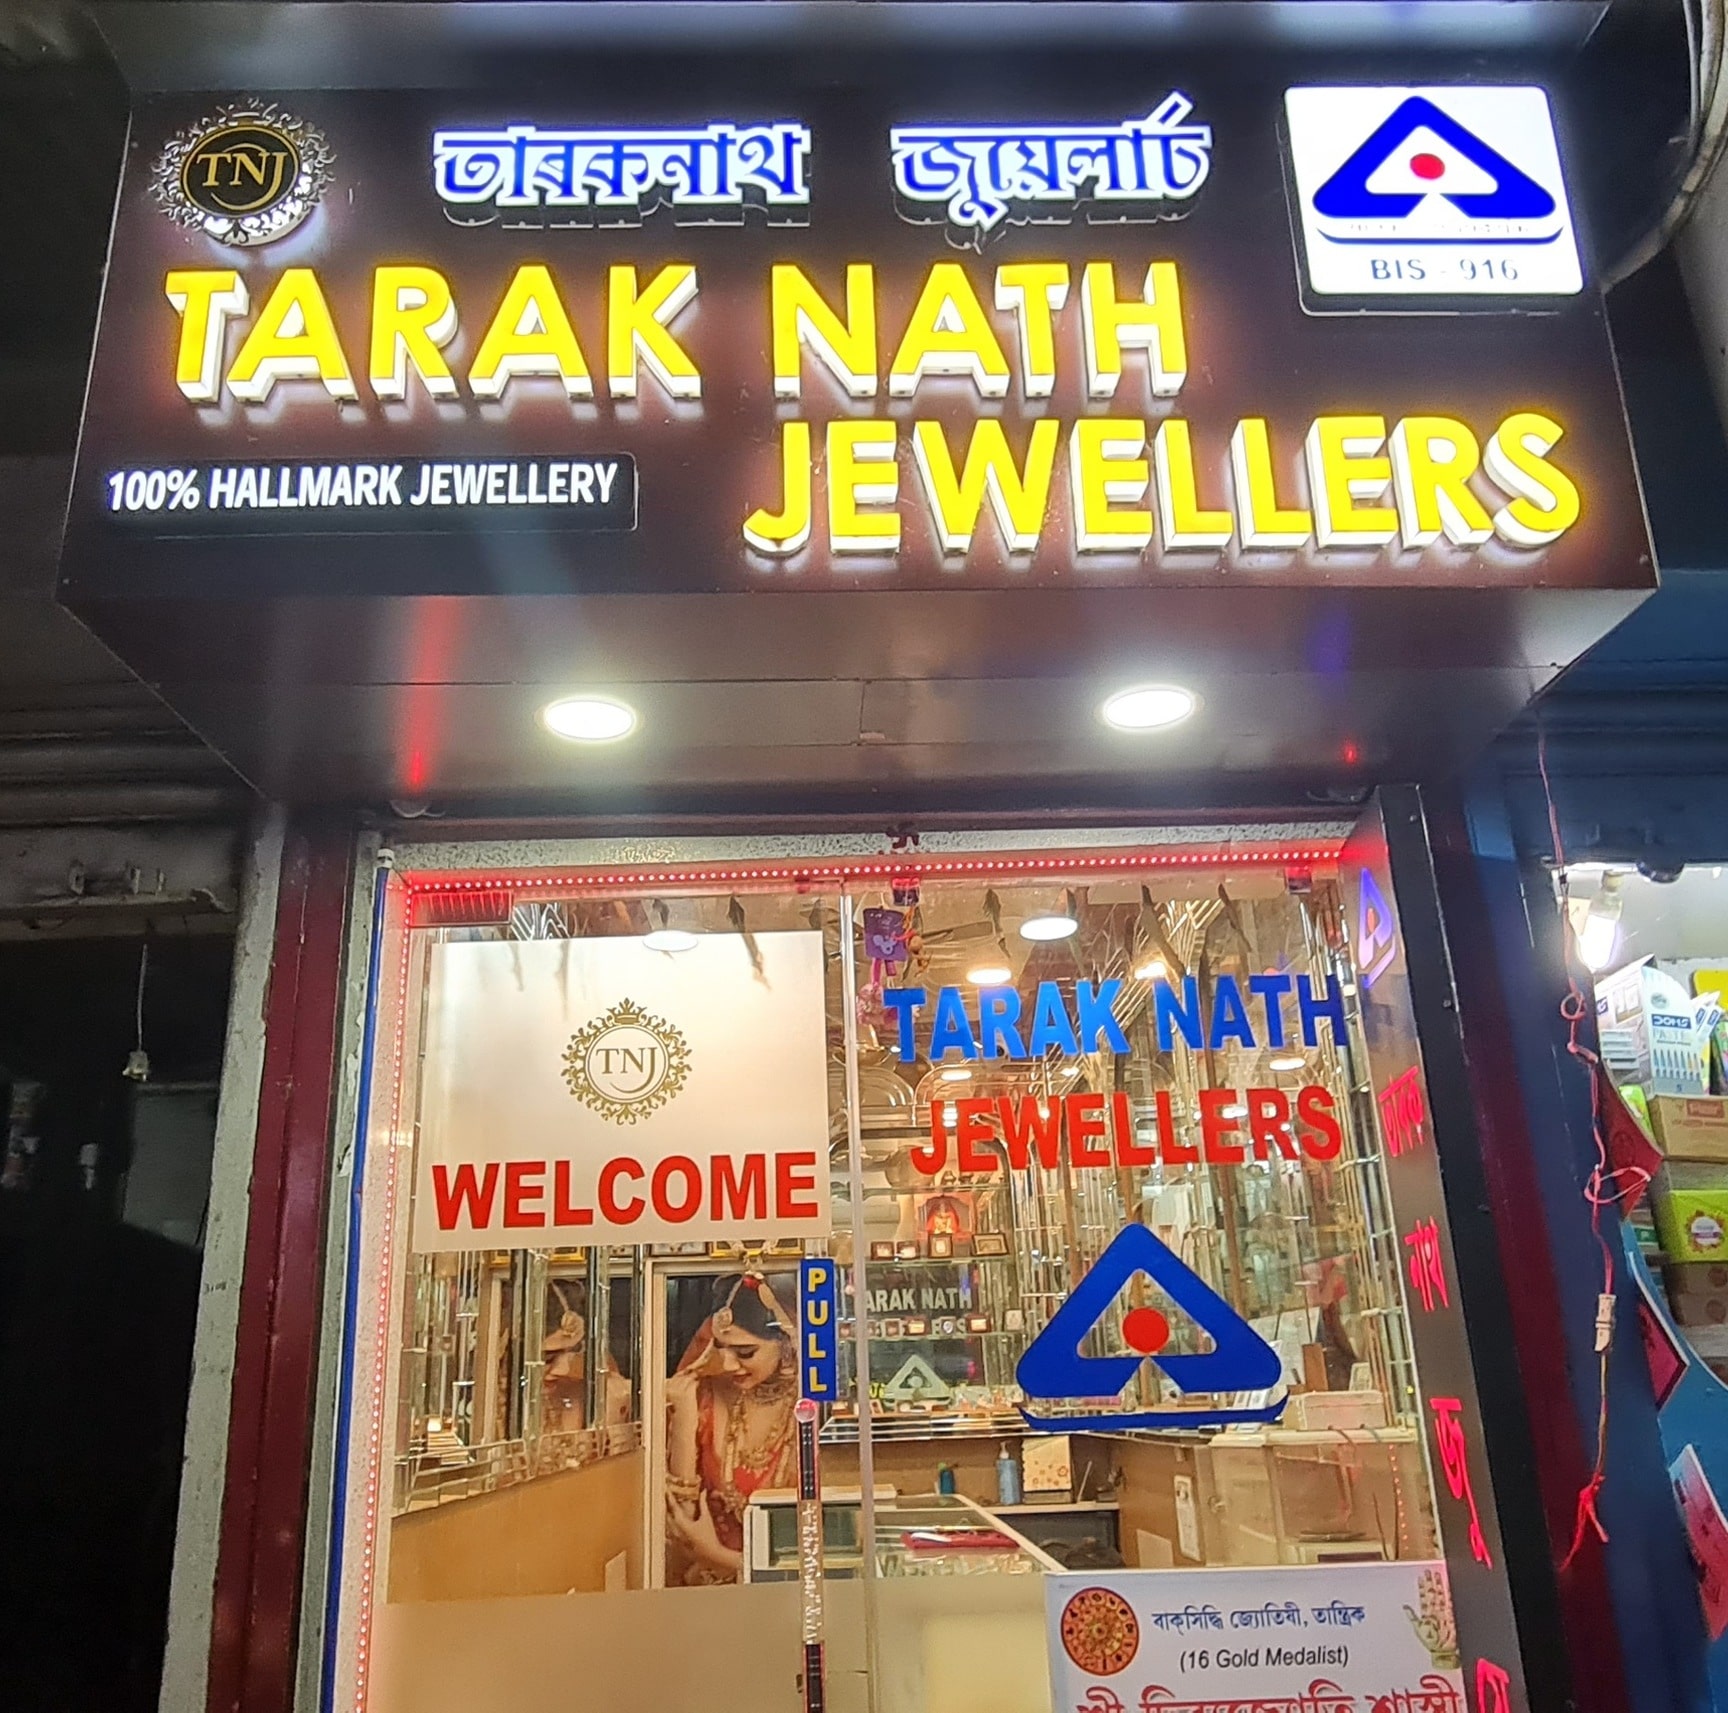 TNJ
তাৰকনাথ জুয়েলাৰ্চ
BIS - 916
TARAK NATH
JEWELLERS
100% HALLMARK JEWELLERY
TNJ
WELCOME
TARAK NATH
JEWELLERS
PULL
ARAK NATH
DOMS
বাক্‌সিদ্ধি জ্যোতিষী, তান্ত্রিক
(16 Gold Medalist)
শ্রী শাস্ত্রী